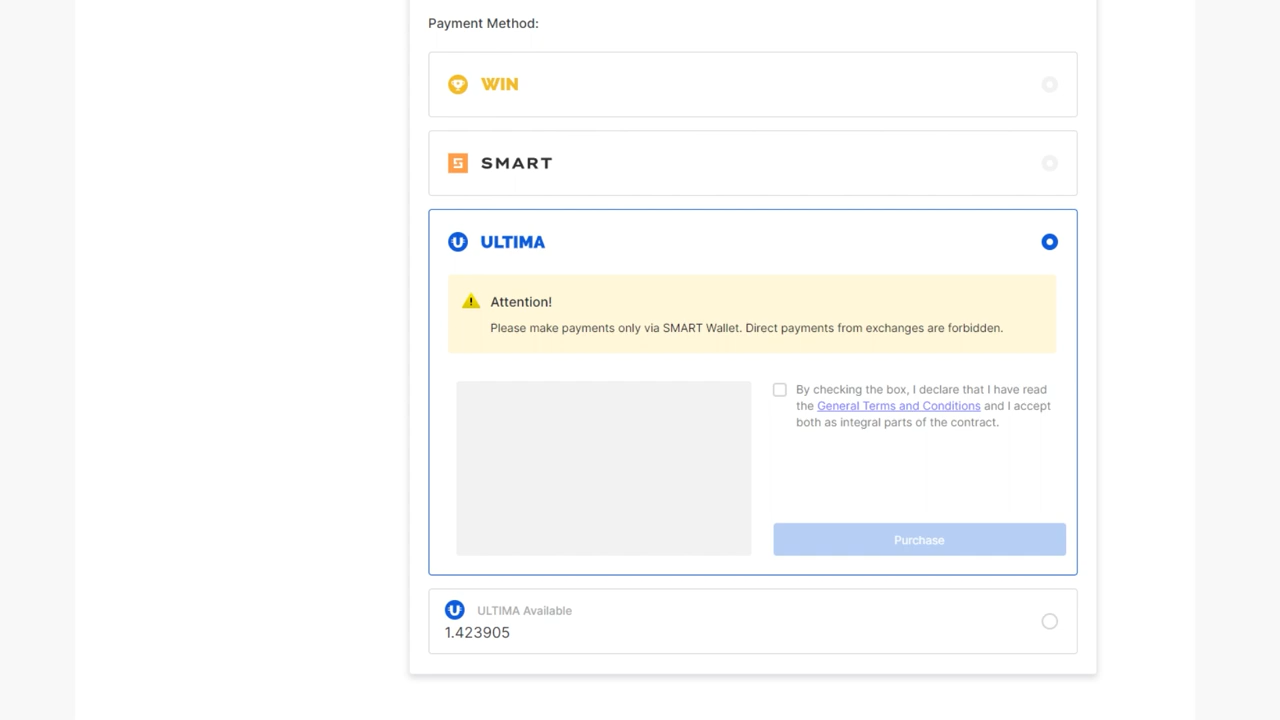 Payment Method:
WIN
SMART
ULTIMA
Attention!
Please make payments only via SMART Wallet. Direct payments from exchanges are forbidden.
By checking the box, I declare that I have read
the General Terms and Conditions and I accept
both as integral parts of the contract.
Purchase
ULTIMA Available
1.423905